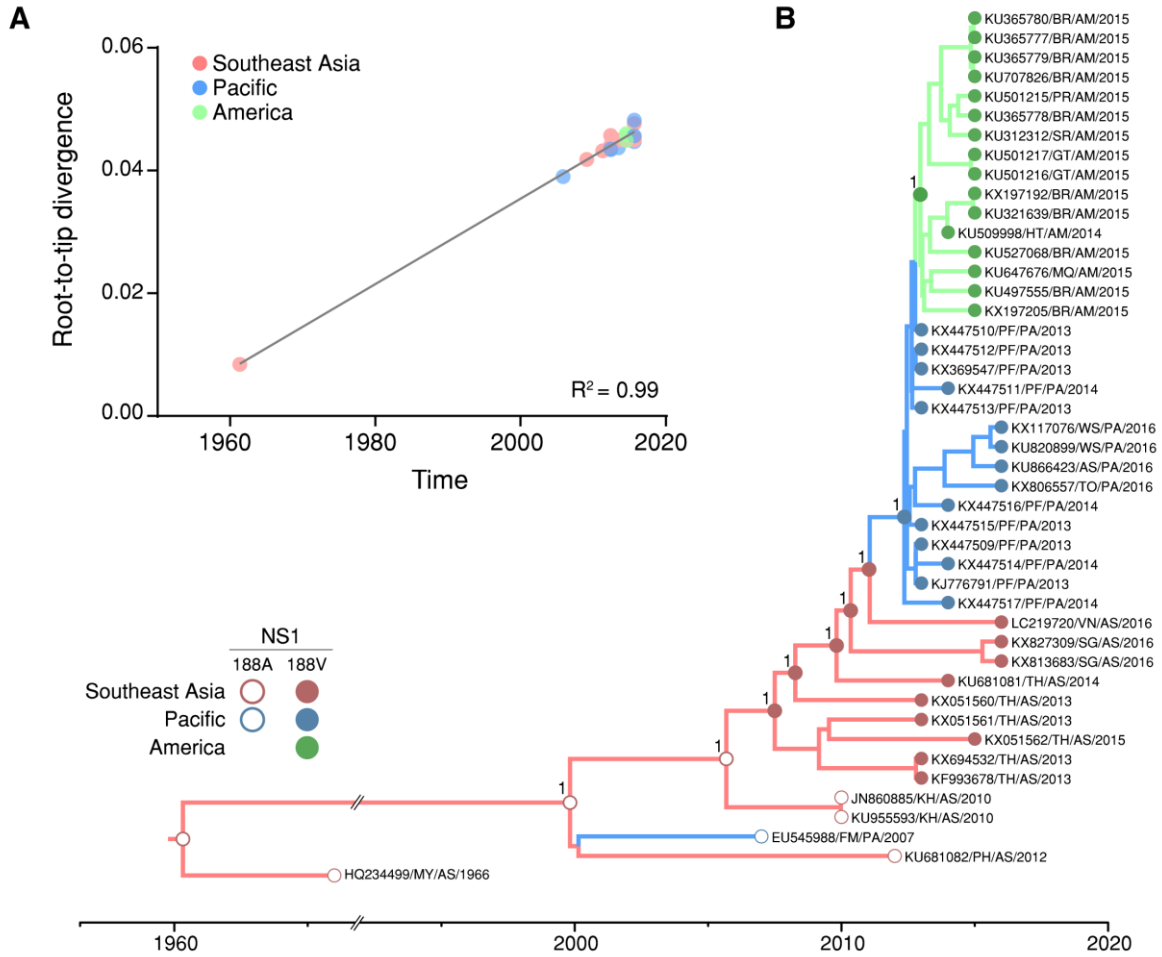 A
0.06
0.04
0.02
0.00
Root-to-tip divergence
Southeast Asia
Pacific
America
R² = 0.99
1960
1980
2000
2020
Time
B
KU365780/BR/AM/2015
KU365777/BR/AM/2015
KU365779/BR/AM/2015
KU707826/BR/AM/2015
KU501215/PR/AM/2015
KU365778/BR/AM/2015
KU312312/SR/AM/2015
KU501217/GT/AM/2015
KU501216/GT/AM/2015
1
KX197192/BR/AM/2015
KU321639/BR/AM/2015
KU509998/HT/AM/2014
KU527068/BR/AM/2015
KU647676/MQ/AM/2015
KU497555/BR/AM/2015
KX197205/BR/AM/2015
KX447510/PF/PA/2013
KX447512/PF/PA/2013
KX369547/PF/PA/2013
KX447511/PF/PA/2014
KX447513/PF/PA/2013
KX117076/WS/PA/2016
KU820899/WS/PA/2016
KU866423/AS/PA/2016
KX806557/TO/PA/2016
1
KX447516/PF/PA/2014
KX447515/PF/PA/2013
KX447509/PF/PA/2013
1
KX447514/PF/PA/2014
KJ776791/PF/PA/2013
1
KX447517/PF/PA/2014
LC219720/VN/AS/2016
1
KX827309/SG/AS/2016
1
KX813683/SG/AS/2016
KU681081/TH/AS/2014
1
KX051560/TH/AS/2013
KX051561/TH/AS/2013
1
KX051562/TH/AS/2015
KX694532/TH/AS/2013
KF993678/TH/AS/2013
1
JN860885/KH/AS/2010
KU955593/KH/AS/2010
EU545988/FM/PA/2007
KU681082/PH/AS/2012
HQ234499/MY/AS/1966
NS1
188A 188V
Southeast Asia
Pacific
America
1960
2000
2010
2020